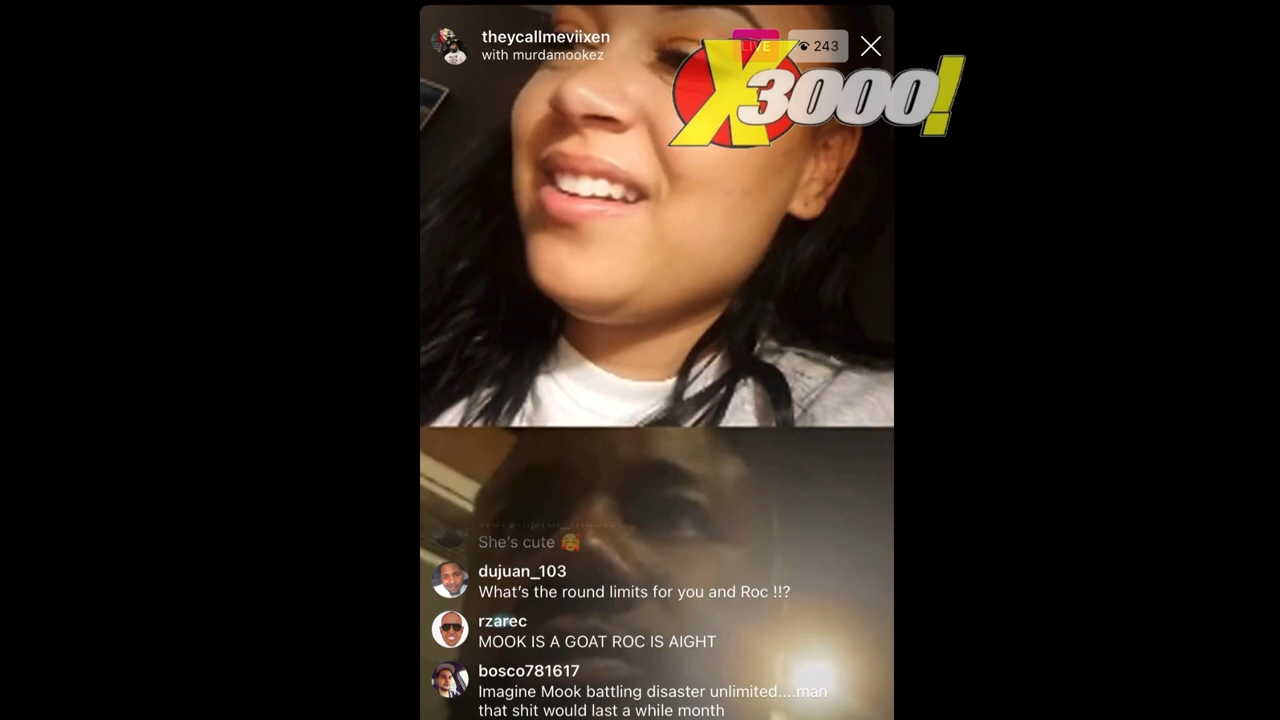 theycallmeviixen
with murdamookez
LIVE
243
X3000!
She's cute 🥰
dujuan_103
What's the round limits for you and Roc !!?
rzarec
MOOK IS A GOAT ROC IS AIGHT
bosco781617
Imagine Mook battling disaster unlimited....man
that shit would last a while month